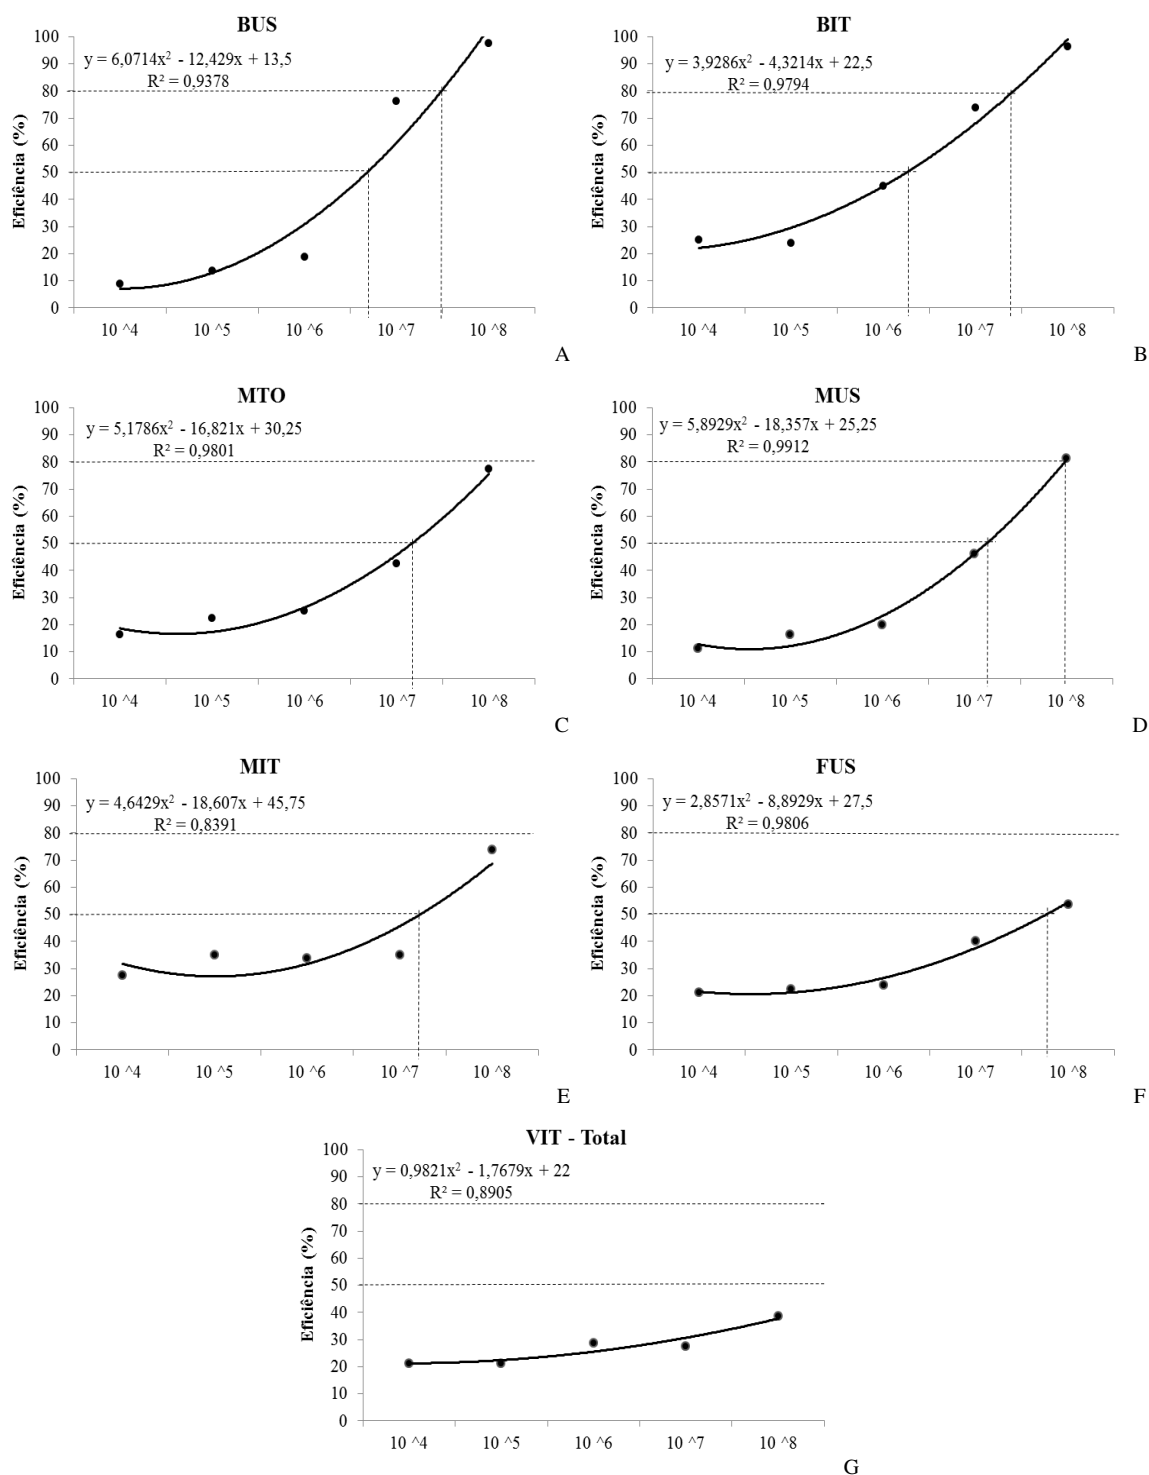 BUS
y = 6,0714x² - 12,429x + 13,5
R² = 0,9378
Eficiência (%)
100
90
80
70
60
50
40
30
20
10
0
10 ^4 10 ^5 10 ^6 10 ^7 10 ^8
A
BIT
y = 3,9286x² - 4,3214x + 22,5
R² = 0,9794
Eficiência (%)
100
90
80
70
60
50
40
30
20
10
0
10 ^4 10 ^5 10 ^6 10 ^7 10 ^8
B
MTO
y = 5,1786x² - 16,821x + 30,25
R² = 0,9801
Eficiência (%)
100
90
80
70
60
50
40
30
20
10
0
10 ^4 10 ^5 10 ^6 10 ^7 10 ^8
C
MUS
y = 5,8929x² - 18,357x + 25,25
R² = 0,9912
Eficiência (%)
100
90
80
70
60
50
40
30
20
10
0
10 ^4 10 ^5 10 ^6 10 ^7 10 ^8
D
MIT
y = 4,6429x² - 18,607x + 45,75
R² = 0,8391
Eficiência (%)
100
90
80
70
60
50
40
30
20
10
0
10 ^4 10 ^5 10 ^6 10 ^7 10 ^8
E
FUS
y = 2,8571x² - 8,8929x + 27,5
R² = 0,9806
Eficiência (%)
100
90
80
70
60
50
40
30
20
10
0
10 ^4 10 ^5 10 ^6 10 ^7 10 ^8
F
VIT - Total
y = 0,9821x² - 1,7679x + 22
R² = 0,8905
Eficiência (%)
100
90
80
70
60
50
40
30
20
10
0
10 ^4 10 ^5 10 ^6 10 ^7 10 ^8
G